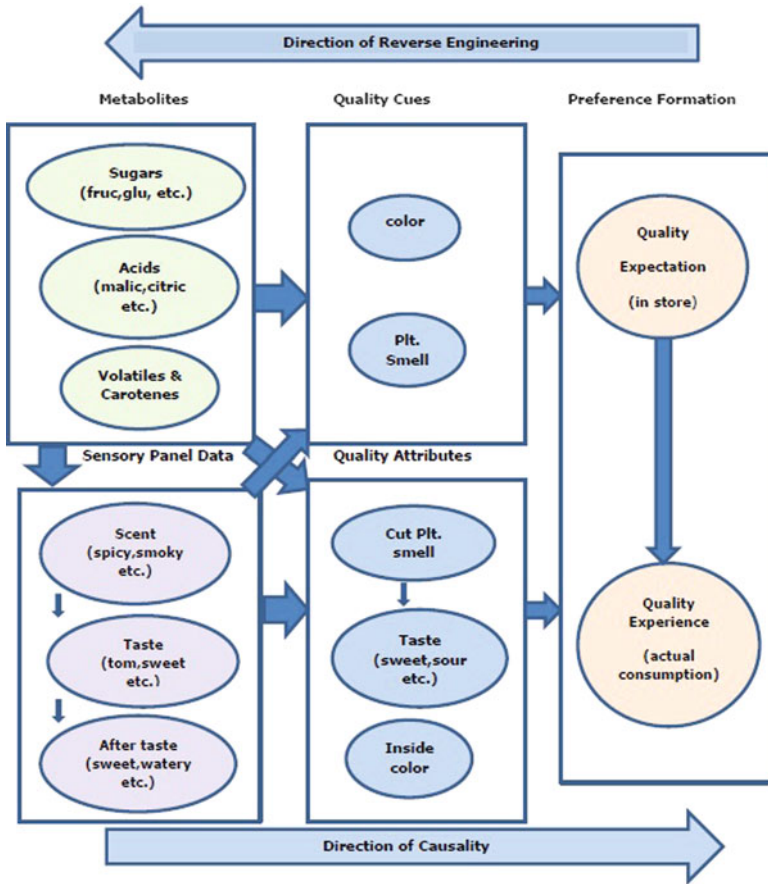 Direction of Reverse Engineering
Metabolites
Quality Cues
Preference Formation
Sugars
(fruc,glu, etc.)
Acids
(malic,citric
etc.)
Volatiles &
Carotenes
color
Plt.
Smell
Quality
Expectation
(in store)
Sensory Panel Data
Quality Attributes
Scent
(spicy,smoky
etc.)
Taste
(tom,sweet
etc.)
After taste
(sweet,watery
etc.)
Cut Plt.
smell
Taste
(sweet,sour
etc.)
Inside
color
Quality
Experience
(actual
consumption)
Direction of Causality